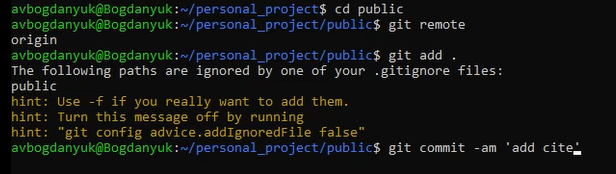 avbogdanyuk@Bogdanyuk:~/personal_project$ cd public
avbogdanyuk@Bogdanyuk:~/personal_project/public$ git remote
origin
avbogdanyuk@Bogdanyuk:~/personal_project/public$ git add .
The following paths are ignored by one of your .gitignore files:
public
hint: Use -f if you really want to add them.
hint: Turn this message off by running
hint: "git config advice.addIgnoredFile false"
avbogdanyuk@Bogdanyuk:~/personal_project/public$ git commit -am 'add cite'